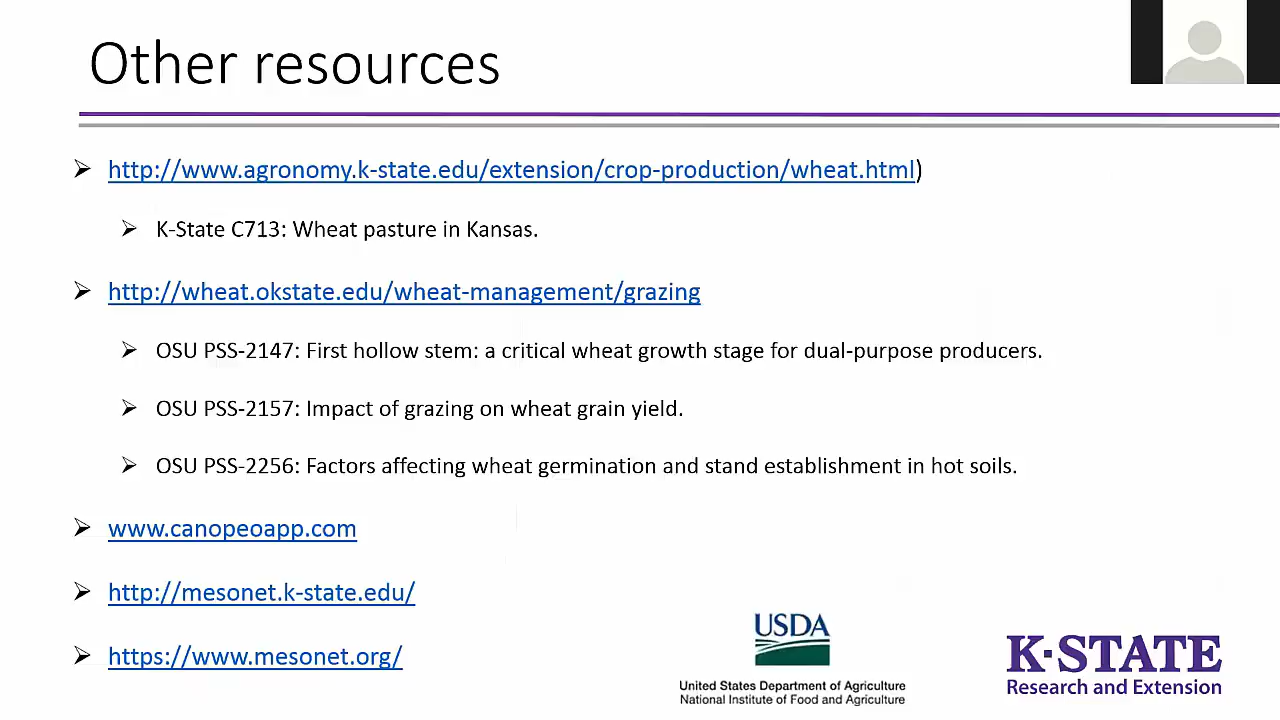 Other resources
http://www.agronomy.k-state.edu/extension/crop-production/wheat.html)
K-State C713: Wheat pasture in Kansas.
http://wheat.okstate.edu/wheat-management/grazing
OSU PSS-2147: First hollow stem: a critical wheat growth stage for dual-purpose producers.
OSU PSS-2157: Impact of grazing on wheat grain yield.
OSU PSS-2256: Factors affecting wheat germination and stand establishment in hot soils.
www.canopeoapp.com
http://mesonet.k-state.edu/
https://www.mesonet.org/
USDA
United States Department of Agriculture
National Institute of Food and Agriculture
K-STATE
Research and Extension